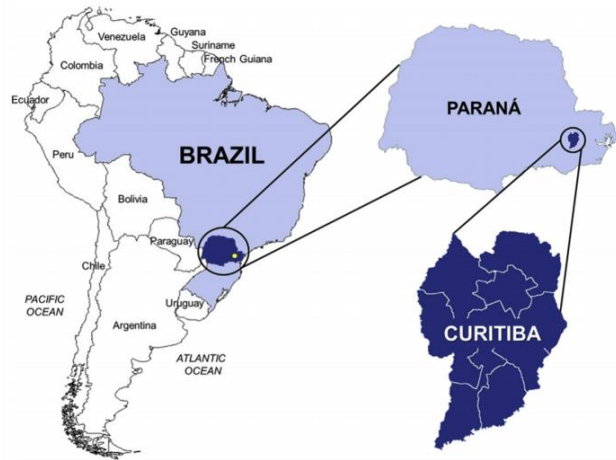 Venezuela
Guyana
Suriname
French Guiana
Colombia
Ecuador
Peru
BRAZIL
Bolivia
Paraguay
Chile
Uruguay
Argentina
PACIFIC
OCEAN
ATLANTIC
OCEAN
PARANÁ
CURITIBA